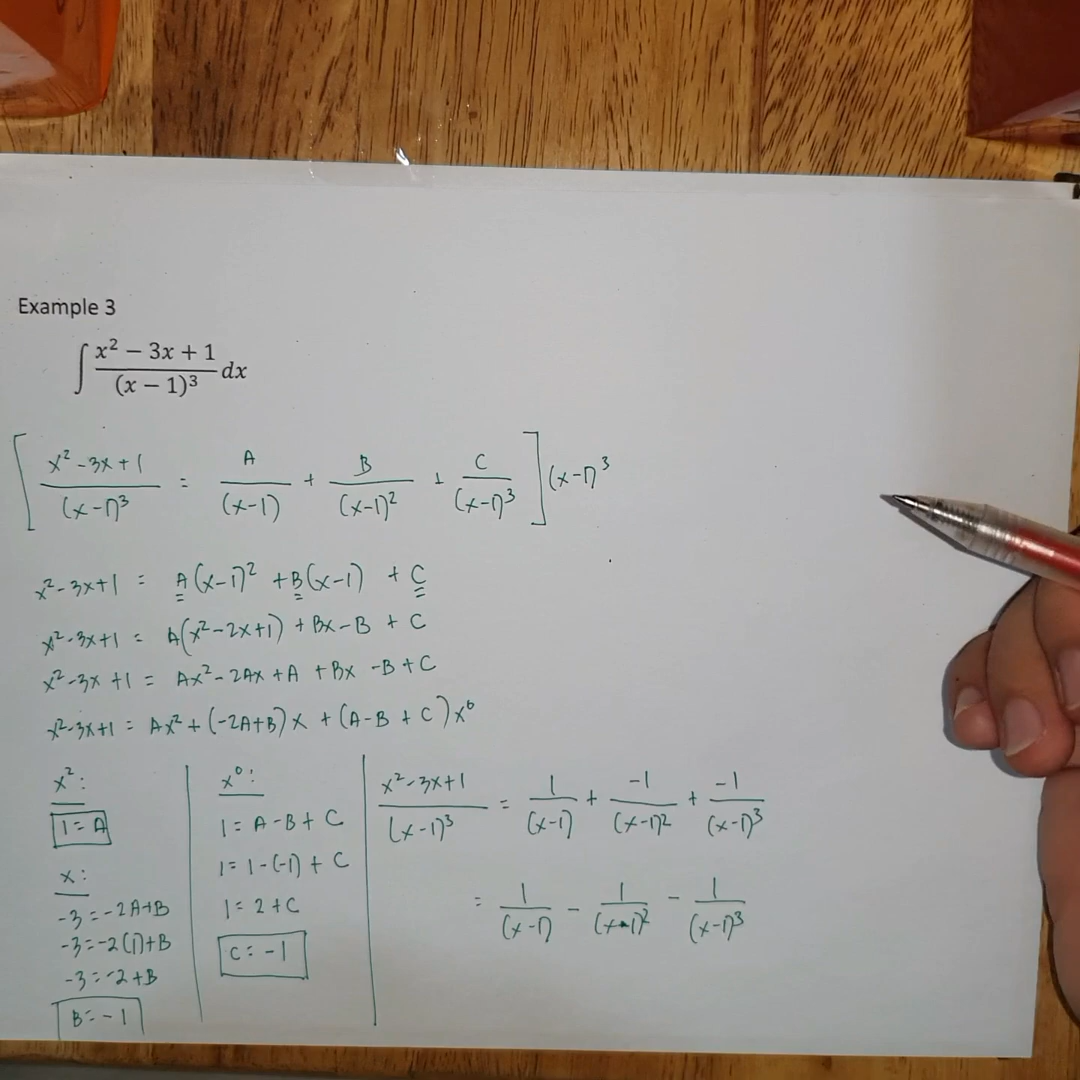 Example 3
∫ (x² − 3x + 1)/(x − 1)³ dx
[ (x² - 3x + 1)/(x-1)³ = A/(x-1) + B/(x-1)² + C/(x-1)³ ] (x-1)³
x² - 3x+1 = A(x-1)² + B(x-1) + C
x² - 3x+1 = A(x² - 2x+1) + Bx - B + C
x² - 3x +1 = Ax² - 2Ax + A + Bx - B + C
x² - 3x+1 = Ax² + (-2A+B)x + (A-B + C)x⁰
x²:
1 = A
x:
-3 = -2A+B
-3 = -2(1)+B
-3 = -2+B
B = -1
x⁰:
1 = A - B + C
1 = 1 - (-1) + C
1 = 2 + C
C = -1
(x² - 3x+1)/(x-1)³ = 1/(x-1) + -1/(x-1)² + -1/(x-1)³
= 1/(x-1) - 1/(x-1)² - 1/(x-1)³